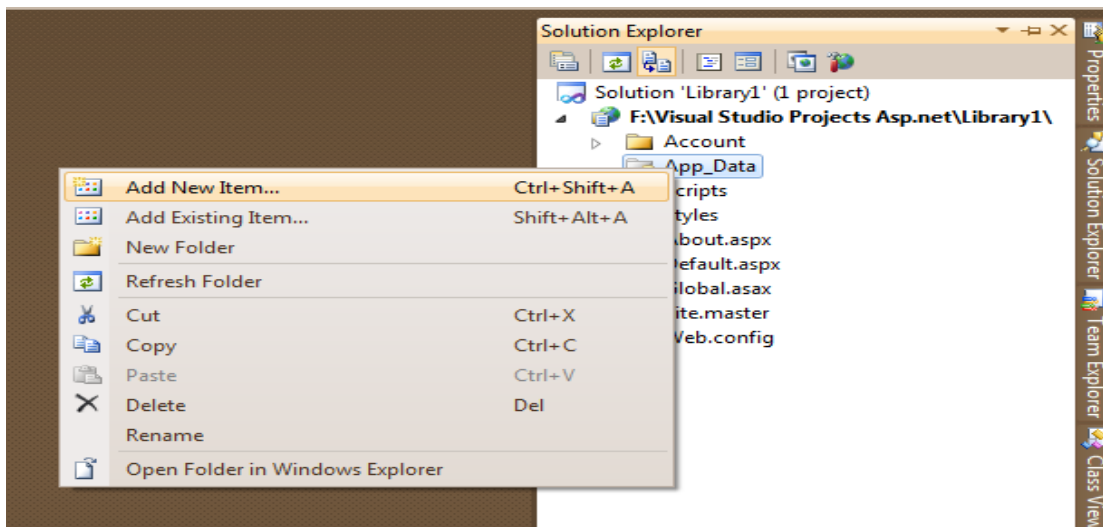 Solution Explorer
Solution 'Library1' (1 project)
F:\Visual Studio Projects Asp.net\Library1\
Account
App_Data
cripts
tyles
bout.aspx
efault.aspx
lobal.asax
ite.master
Veb.config
Add New Item... Ctrl+Shift+A
Add Existing Item... Shift+Alt+A
New Folder
Refresh Folder
Cut Ctrl+X
Copy Ctrl+C
Paste Ctrl+V
Delete Del
Rename
Open Folder in Windows Explorer
Properties
Solution Explorer
Team Explorer
Class View